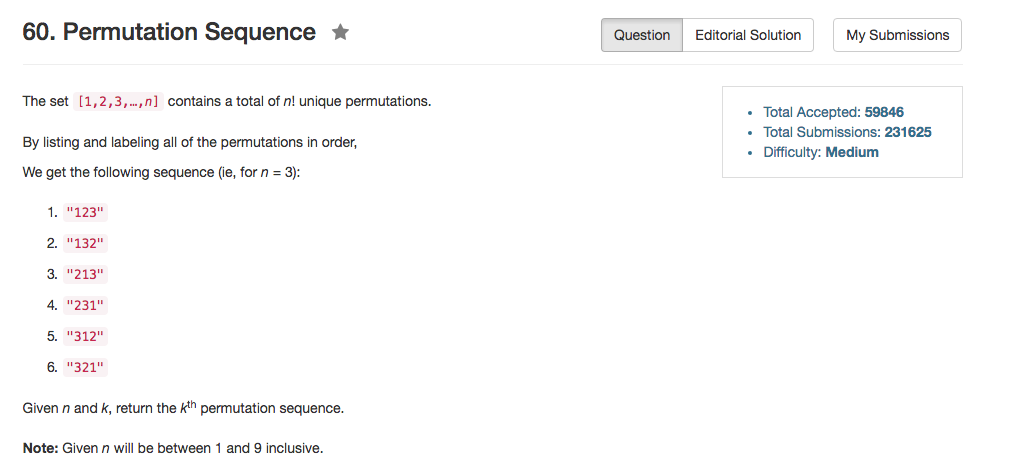 60. Permutation Sequence ★
Question
Editorial Solution
My Submissions
The set [1,2,3,…,n] contains a total of n! unique permutations.
• Total Accepted: 59846
• Total Submissions: 231625
• Difficulty: Medium
By listing and labeling all of the permutations in order,
We get the following sequence (ie, for n = 3):
1. "123"
2. "132"
3. "213"
4. "231"
5. "312"
6. "321"
Given n and k, return the kth permutation sequence.
Note: Given n will be between 1 and 9 inclusive.